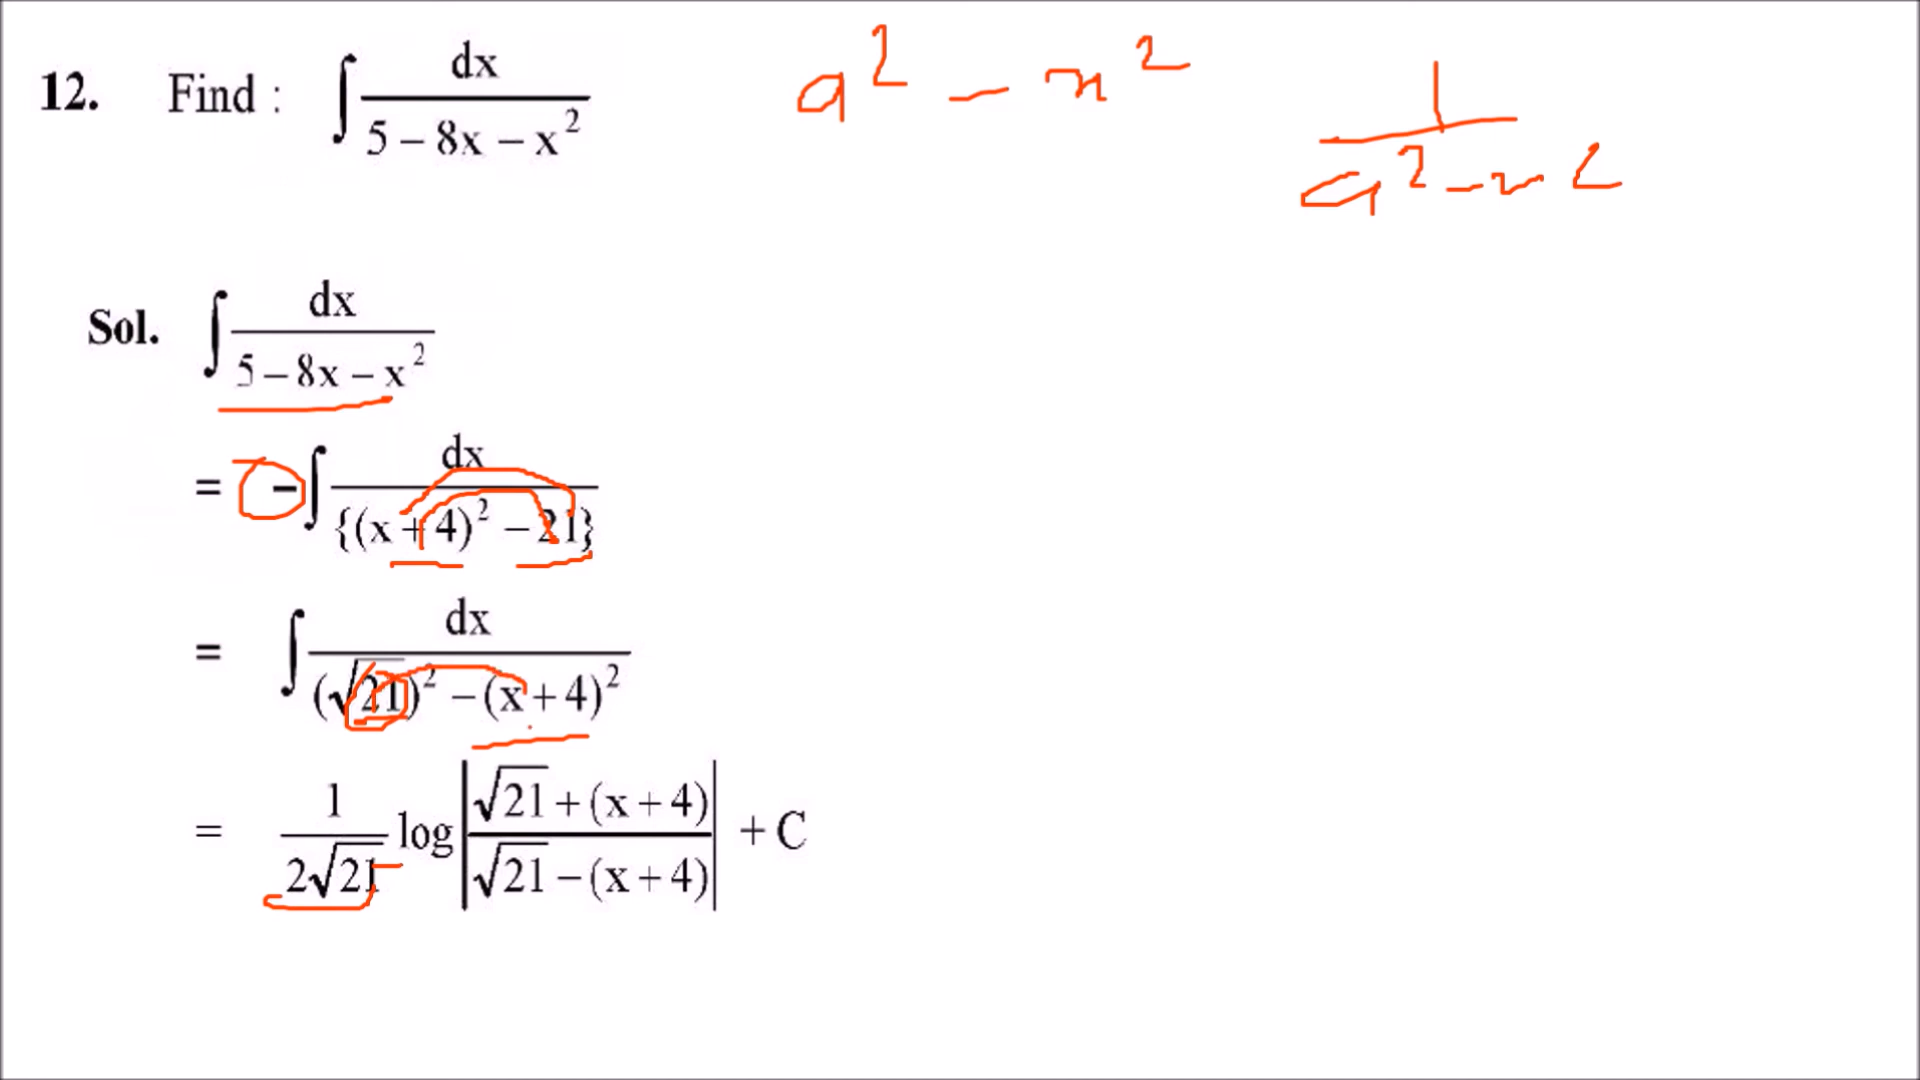 12. Find : ∫ dx / (5 – 8x – x²)
a² – x²
1 / (a² – x²)
Sol. ∫ dx / (5 – 8x – x²)
= –∫ dx / {(x + 4)² – 21}
= ∫ dx / ((√21)² – (x + 4)²)
= 1 / (2√21) log |(√21 + (x + 4)) / (√21 – (x + 4))| + C